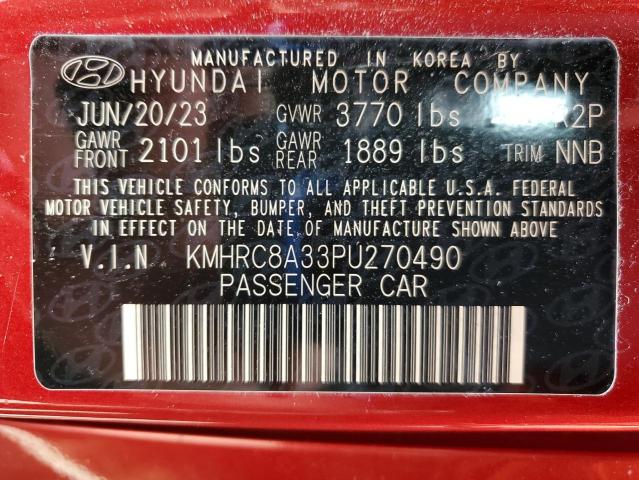 MANUFACTURED IN KOREA BY
HYUNDAI MOTOR COMPANY
JUN/20/23 GVWR 3770 lbs
GAWR FRONT 2101 lbs GAWR REAR 1889 lbs TRIM NNB
THIS VEHICLE CONFORMS TO ALL APPLICABLE U.S.A. FEDERAL
MOTOR VEHICLE SAFETY, BUMPER, AND THEFT PREVENTION STANDARDS
IN EFFECT ON THE DATE OF MANUFACTURE SHOWN ABOVE
V.I.N KMHRC8A33PU270490
PASSENGER CAR